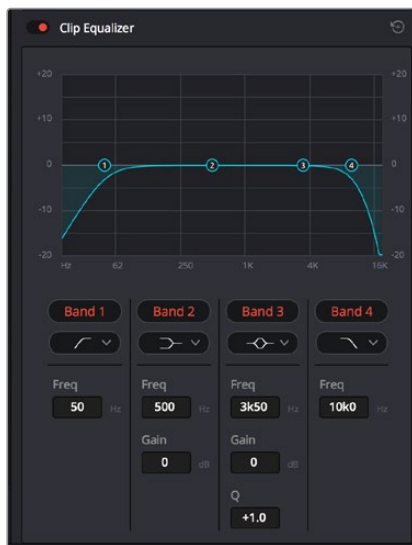 Clip Equalizer
+20 +20
+10 +10
0 1 2 3 4 0
-10 -10
-20 -20
Hz 62 250 1K 4K 16K
Band 1 Band 2 Band 3 Band 4
Freq Freq Freq Freq
50 Hz 500 Hz 3k50 Hz 10k0 Hz
Gain Gain
0 dB 0 dB
Q
+1.0